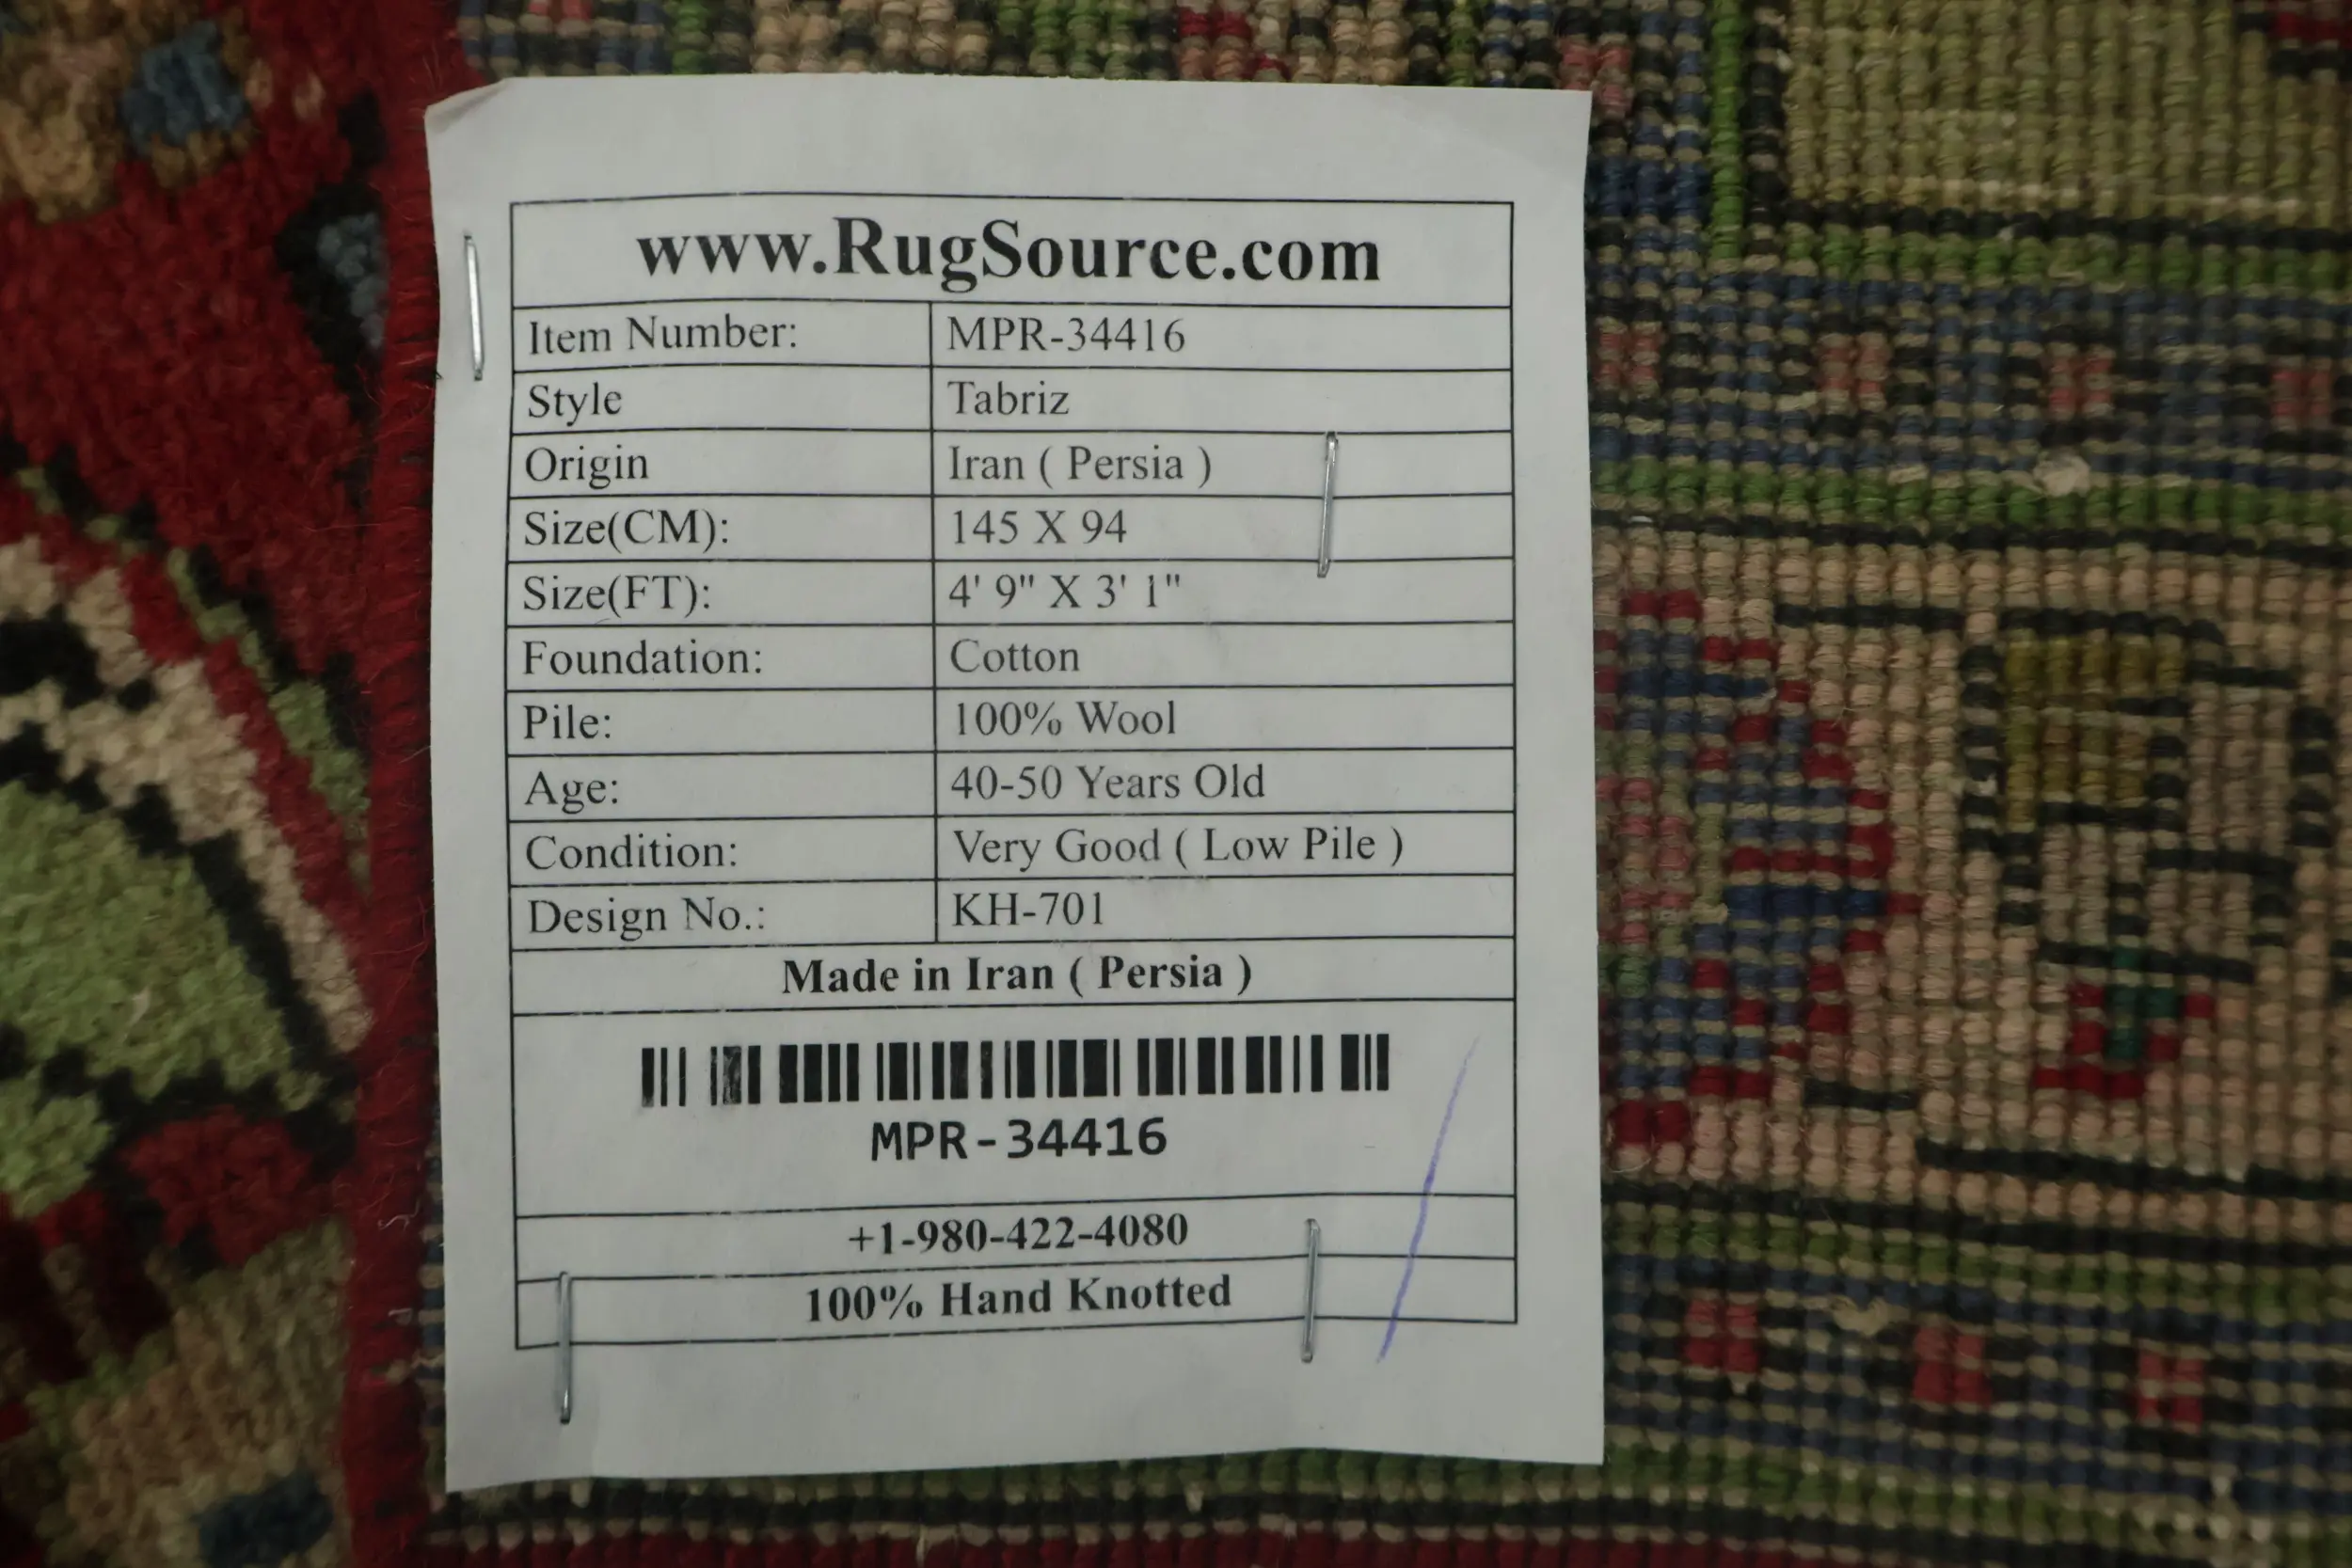 www.RugSource.com
Item Number: MPR-34416
Style Tabriz
Origin Iran ( Persia )
Size(CM): 145 X 94
Size(FT): 4' 9" X 3' 1"
Foundation: Cotton
Pile: 100% Wool
Age: 40-50 Years Old
Condition: Very Good ( Low Pile )
Design No.: KH-701
Made in Iran ( Persia )
MPR-34416
+1-980-422-4080
100% Hand Knotted